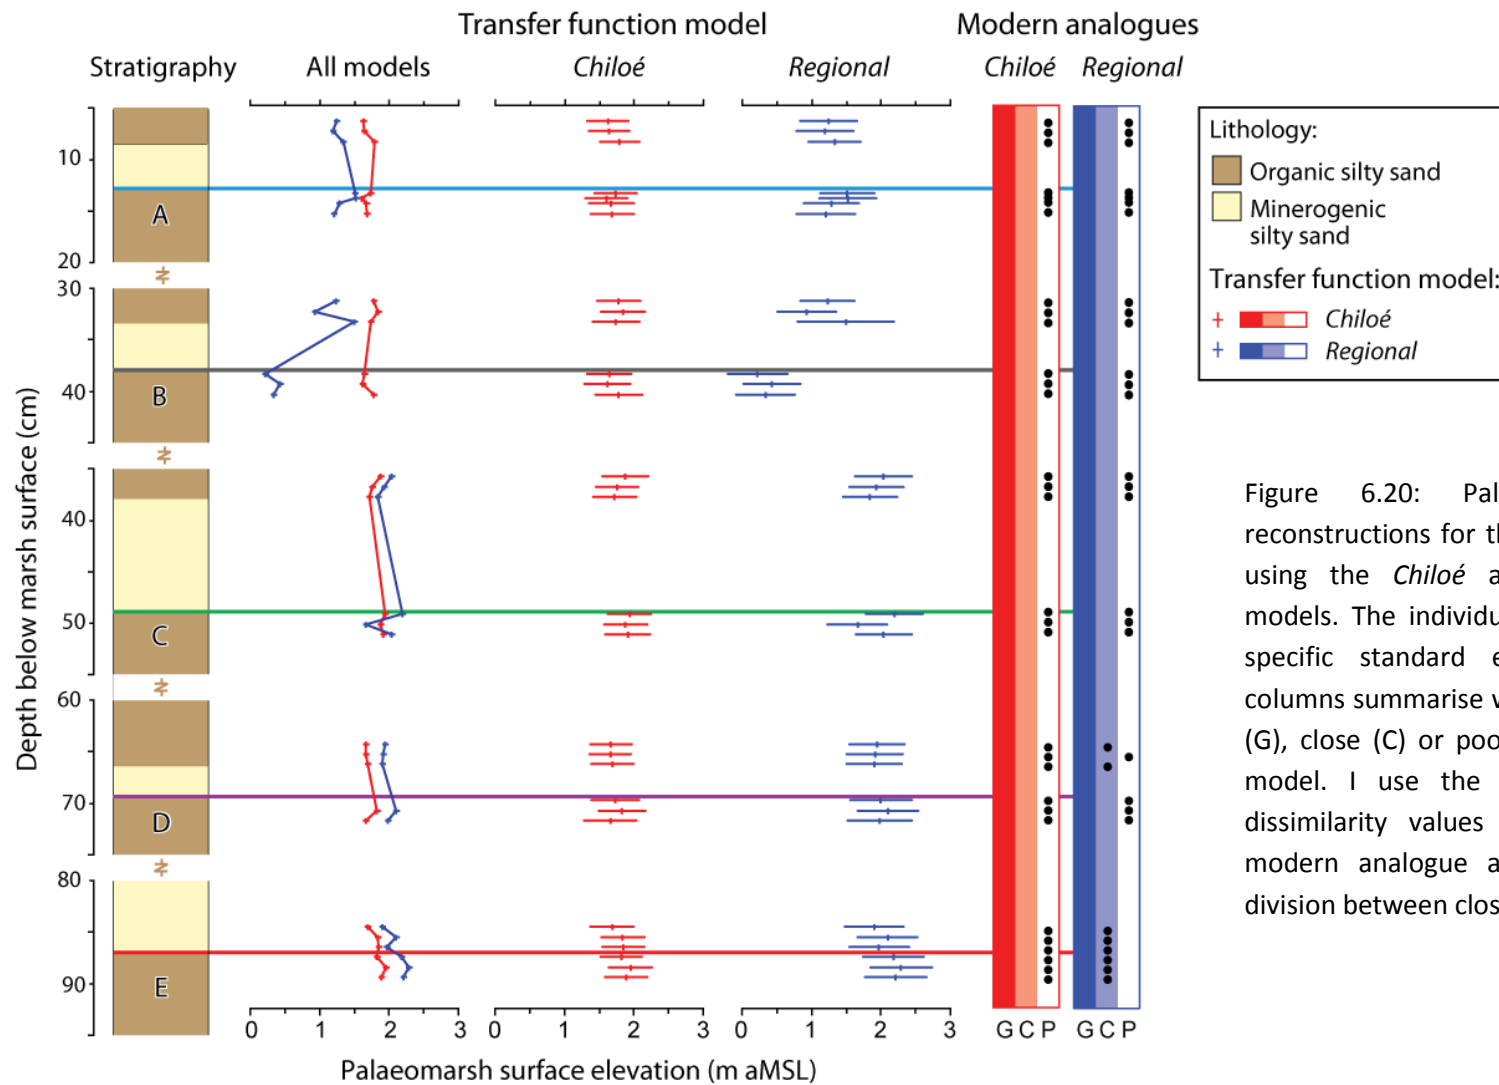 Transfer function model
Modern analogues
Stratigraphy
All models
Chiloé
Regional
Chiloé
Regional
Depth below marsh surface (cm)
10
20
30
40
40
50
60
70
80
90
A
B
C
D
E
0 1 2 3
0 1 2 3
0 1 2 3
G C P
G C P
Palaeomarsh surface elevation (m aMSL)
Lithology:
Organic silty sand
Minerogenic
silty sand
Transfer function model:
Chiloé
Regional
Figure 6.20: Pal
reconstructions for th
using the Chiloé a
models. The individu
specific standard e
columns summarise v
(G), close (C) or poo
model. I use the
dissimilarity values
modern analogue a
division between clos